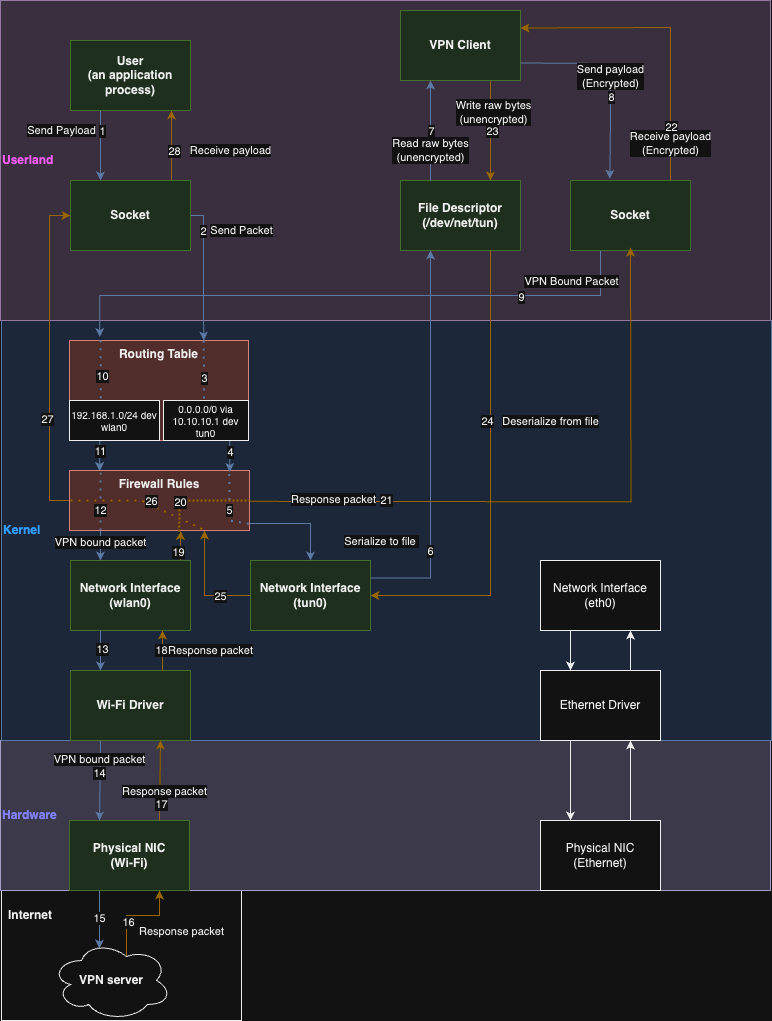 User
(an application
process)
VPN Client
Send payload
(Encrypted)
8
Send Payload
1
Write raw bytes
(unencrypted)
23
22
Receive payload
(Encrypted)
7
Read raw bytes
(unencrypted)
28
Receive payload
Userland
Socket
File Descriptor
(/dev/net/tun)
Socket
2
Send Packet
VPN Bound Packet
9
Routing Table
10
3
192.168.1.0/24 dev
wlan0
0.0.0.0/0 via
10.10.10.1 dev
tun0
27
24
Deserialize from file
11
4
Firewall Rules
26
20
Response packet
21
12
5
Kernel
VPN bound packet
19
Serialize to file
6
Network Interface
(wlan0)
25
Network Interface
(tun0)
Network Interface
(eth0)
13
18
Response packet
Wi-Fi Driver
Ethernet Driver
VPN bound packet
14
Response packet
17
Hardware
Physical NIC
(Wi-Fi)
Physical NIC
(Ethernet)
Internet
15
16
Response packet
VPN server